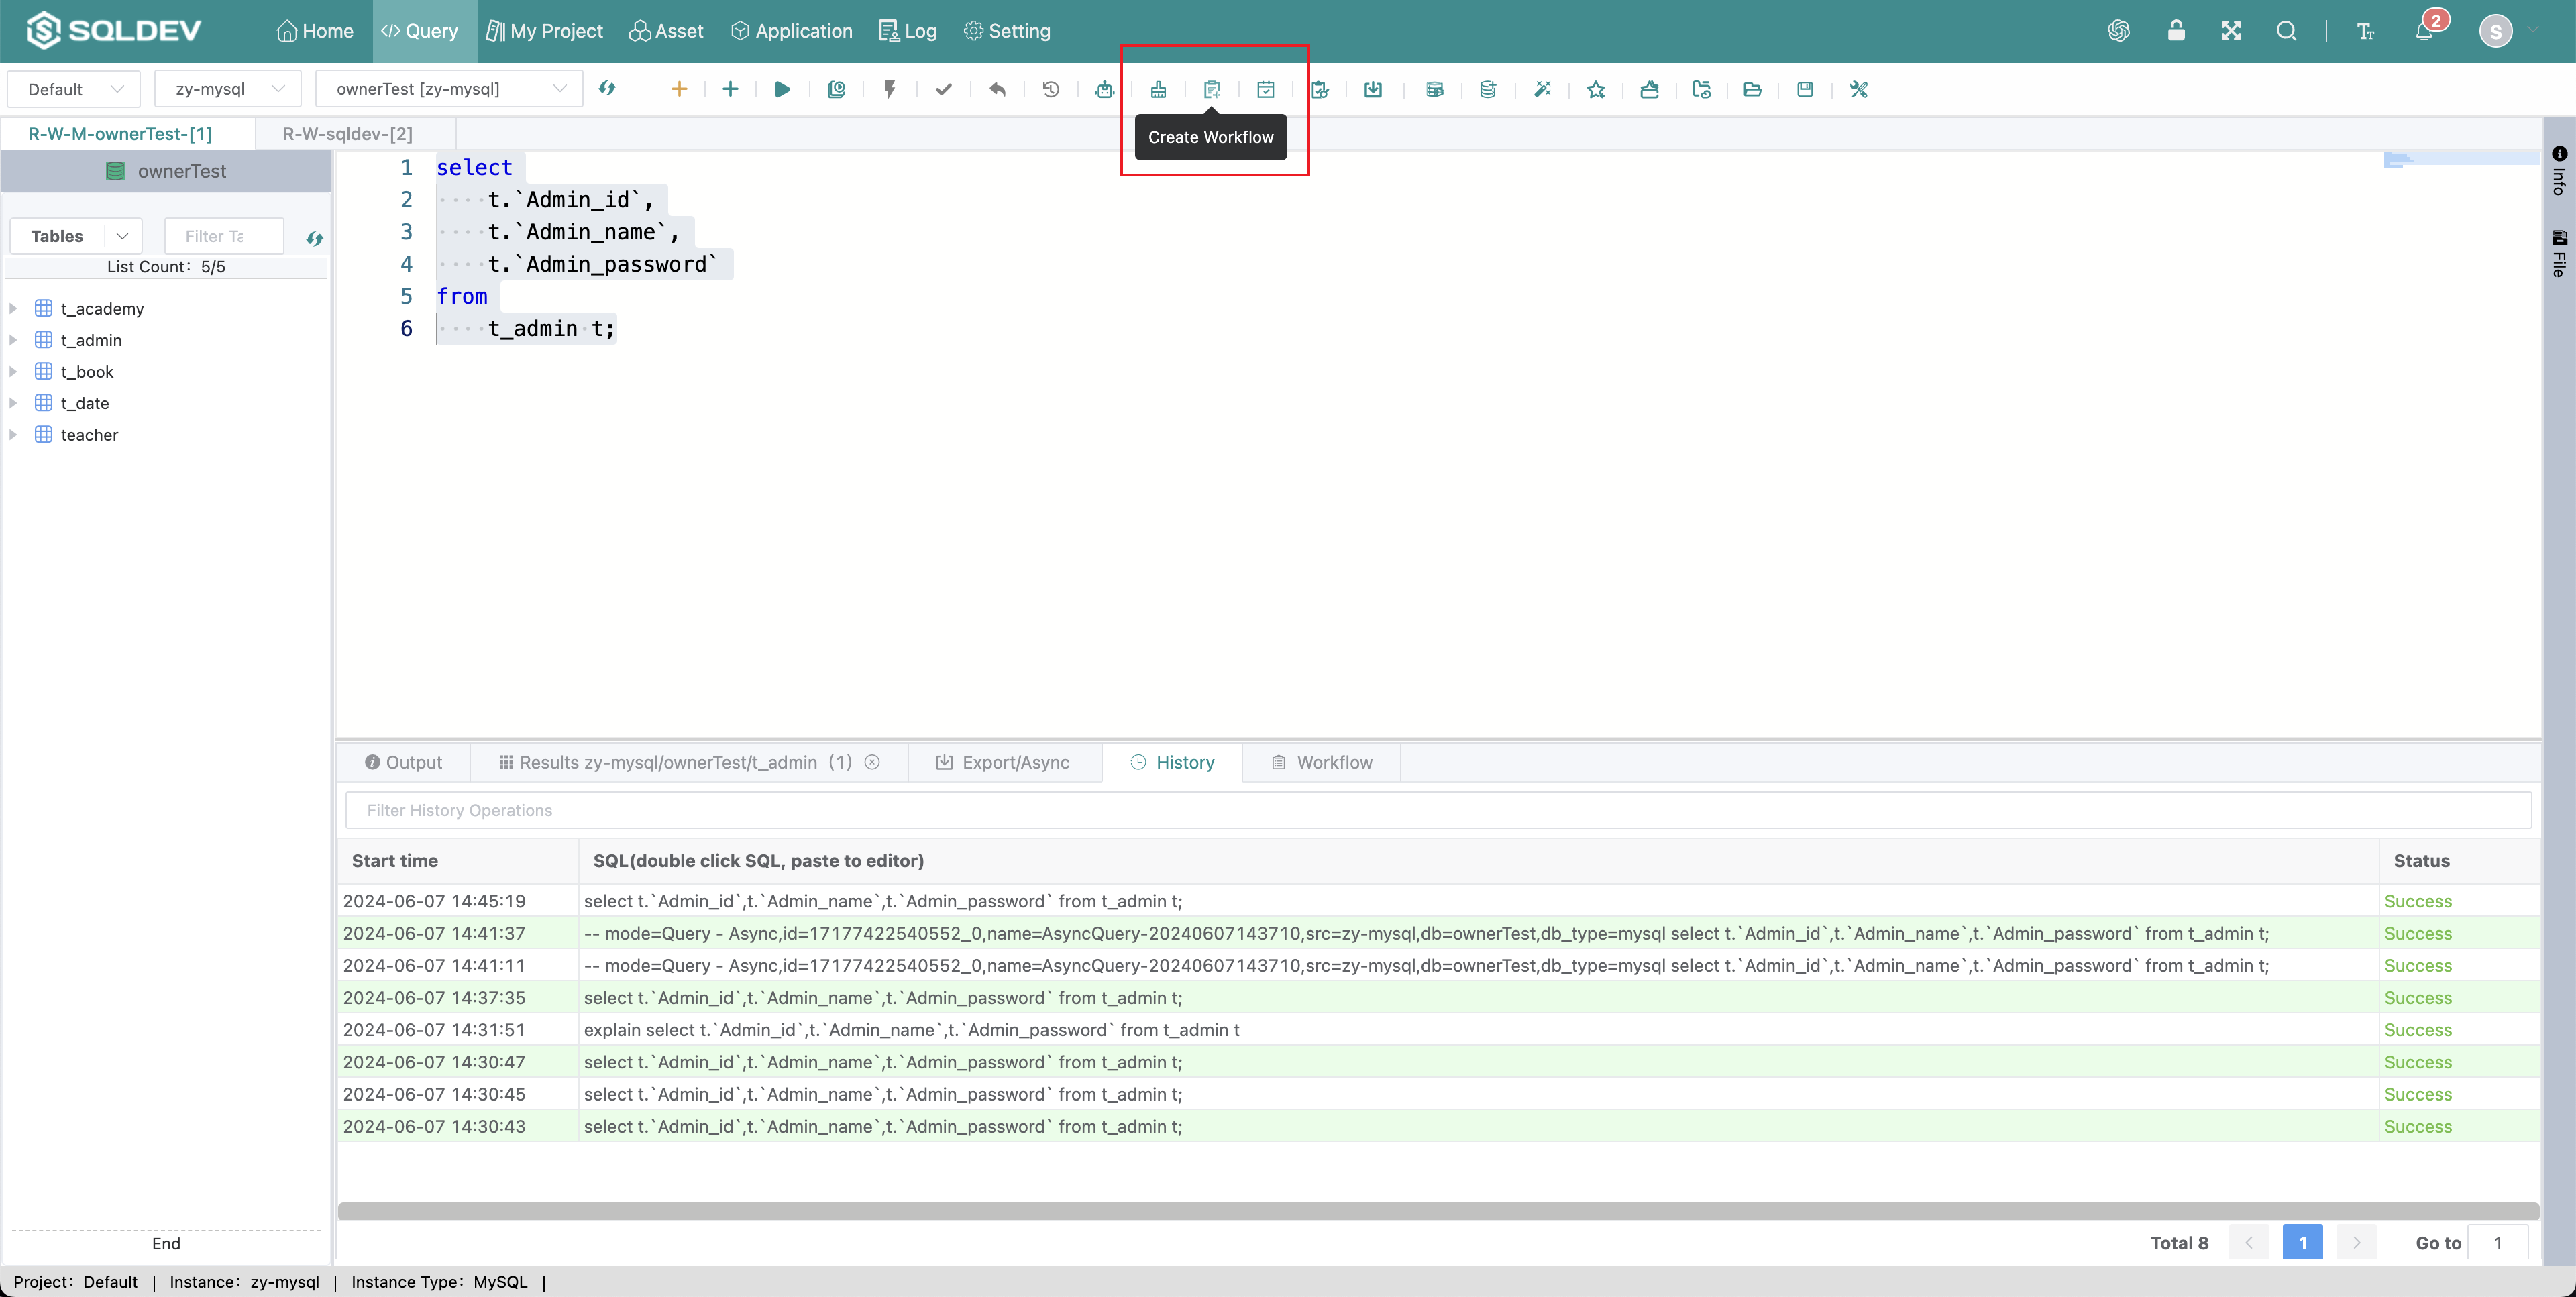 SQLDEV Home </> Query My Project Asset Application Log Setting 2 S
Default zy-mysql ownerTest [zy-mysql]
Create Workflow
R-W-M-ownerTest-[1] R-W-sqldev-[2]
ownerTest
Tables Filter Ta
List Count: 5/5
t_academy
t_admin
t_book
t_date
teacher
End
1 select
2 ····t.`Admin_id`,
3 ····t.`Admin_name`,
4 ····t.`Admin_password`
5 from
6 ····t_admin·t;
Info
File
Output Results zy-mysql/ownerTest/t_admin (1) Export/Async History Workflow
Filter History Operations
Start time SQL(double click SQL, paste to editor) Status
2024-06-07 14:45:19 select t.`Admin_id`,t.`Admin_name`,t.`Admin_password` from t_admin t; Success
2024-06-07 14:41:37 -- mode=Query - Async,id=17177422540552_0,name=AsyncQuery-20240607143710,src=zy-mysql,db=ownerTest,db_type=mysql select t.`Admin_id`,t.`Admin_name`,t.`Admin_password` from t_admin t; Success
2024-06-07 14:41:11 -- mode=Query - Async,id=17177422540552_0,name=AsyncQuery-20240607143710,src=zy-mysql,db=ownerTest,db_type=mysql select t.`Admin_id`,t.`Admin_name`,t.`Admin_password` from t_admin t; Success
2024-06-07 14:37:35 select t.`Admin_id`,t.`Admin_name`,t.`Admin_password` from t_admin t; Success
2024-06-07 14:31:51 explain select t.`Admin_id`,t.`Admin_name`,t.`Admin_password` from t_admin t Success
2024-06-07 14:30:47 select t.`Admin_id`,t.`Admin_name`,t.`Admin_password` from t_admin t; Success
2024-06-07 14:30:45 select t.`Admin_id`,t.`Admin_name`,t.`Admin_password` from t_admin t; Success
2024-06-07 14:30:43 select t.`Admin_id`,t.`Admin_name`,t.`Admin_password` from t_admin t; Success
Total 8 < 1 > Go to 1
Project: Default | Instance: zy-mysql | Instance Type: MySQL |